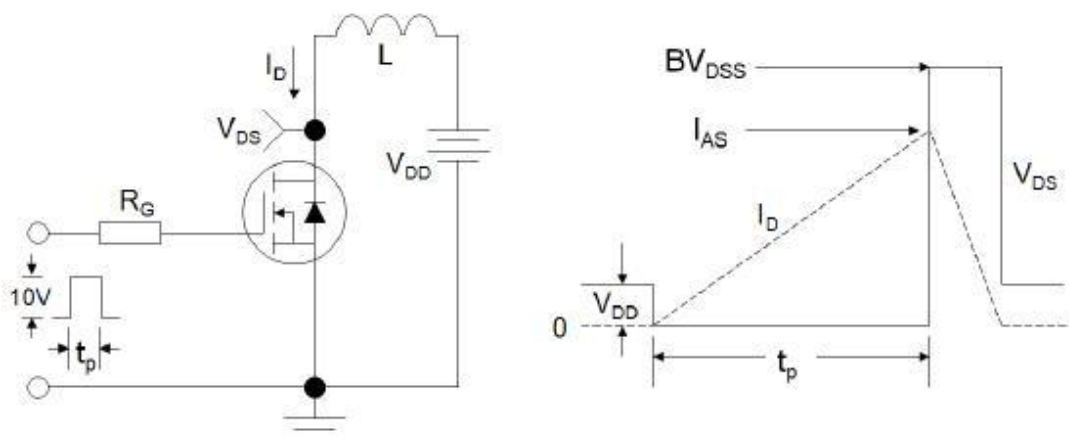 L
I_D
V_DS
V_DD
R_G
10V
t_p
BV_DSS
I_AS
V_DS
I_D
V_DD
0
t_p